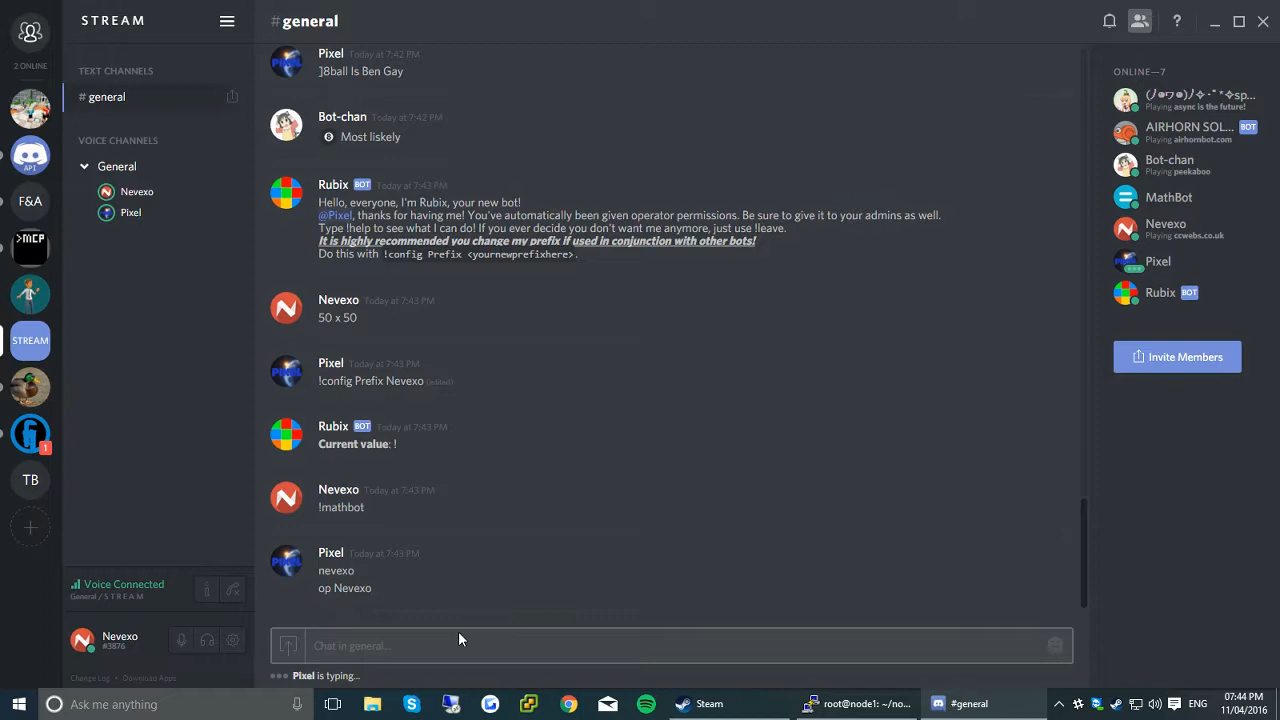 2 ONLINE
API
F&A
>MCP
STREAM
1
TB
STREAM
TEXT CHANNELS
# general
VOICE CHANNELS
General
Nevexo
Pixel
Voice Connected
General / S T R E A M
Nevexo
#3876
Change Log • Download Apps
#general
Pixel Today at 7:42 PM
]8ball Is Ben Gay
Bot-chan Today at 7:42 PM
8 Most liskely
Rubix BOT Today at 7:43 PM
Hello, everyone, I'm Rubix, your new bot!
@Pixel, thanks for having me! You've automatically been given operator permissions. Be sure to give it to your admins as well.
Type !help to see what I can do! If you ever decide you don't want me anymore, just use !leave.
It is highly recommended you change my prefix if used in conjunction with other bots!
Do this with !config Prefix <yournewprefixhere>.
Nevexo Today at 7:43 PM
50 x 50
Pixel Today at 7:43 PM
!config Prefix Nevexo (edited)
Rubix BOT Today at 7:43 PM
Current value: !
Nevexo Today at 7:43 PM
!mathbot
Pixel Today at 7:43 PM
nevexo
op Nevexo
Chat in general...
Pixel is typing...
ONLINE—7
Playing async is the future!
AIRHORN SOL... BOT
Playing airhornbot.com
Bot-chan
Playing peekaboo
MathBot
Nevexo
Playing ccwebs.co.uk
Pixel
Rubix BOT
Invite Members
Ask me anything
Steam
root@node1: ~/no...
#general
ENG
07:44 PM
11/04/2016